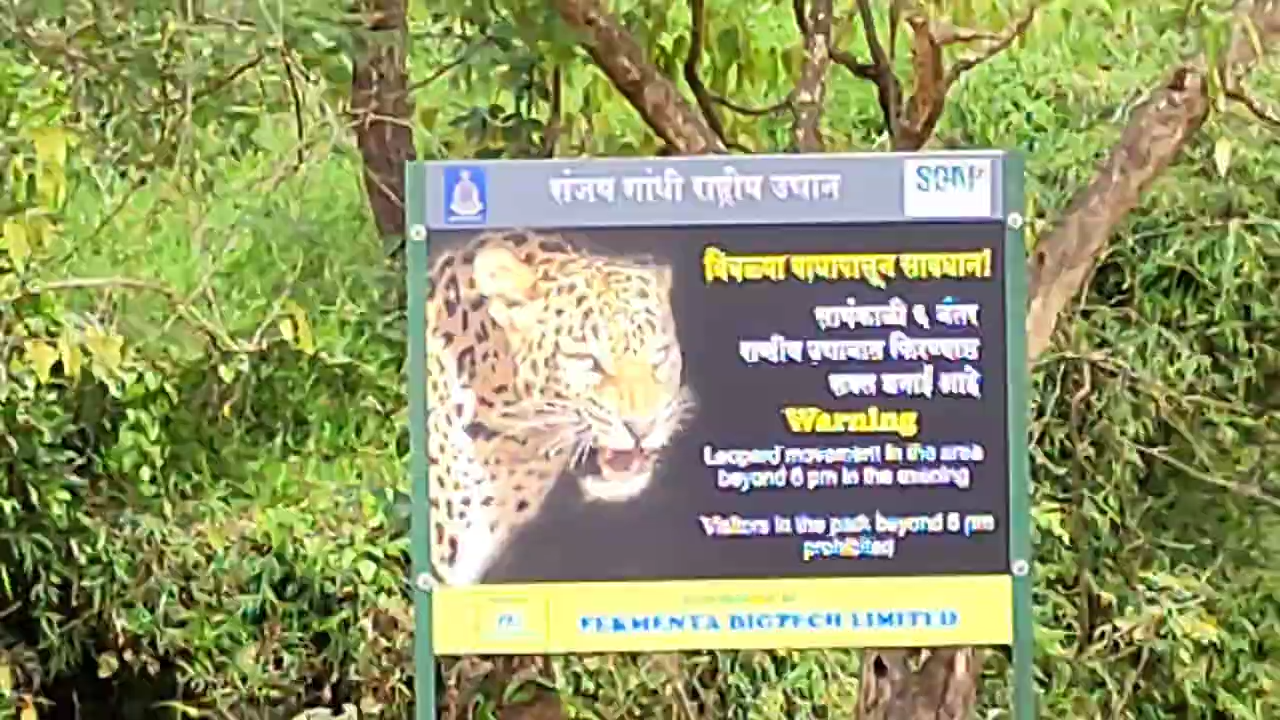 संजय गांधी राष्ट्रीय उद्यान
SGNP
बिबळ्या वाघापासून सावधान!
सायंकाळी ६ नंतर
राष्ट्रीय उद्यानात फिरण्यास
सक्त मनाई आहे
Warning
Leopard movement in the area
beyond 6 pm in the evening
Visitors in the park beyond 6 pm
prohibited
FERMENTA BIOTECH LIMITED